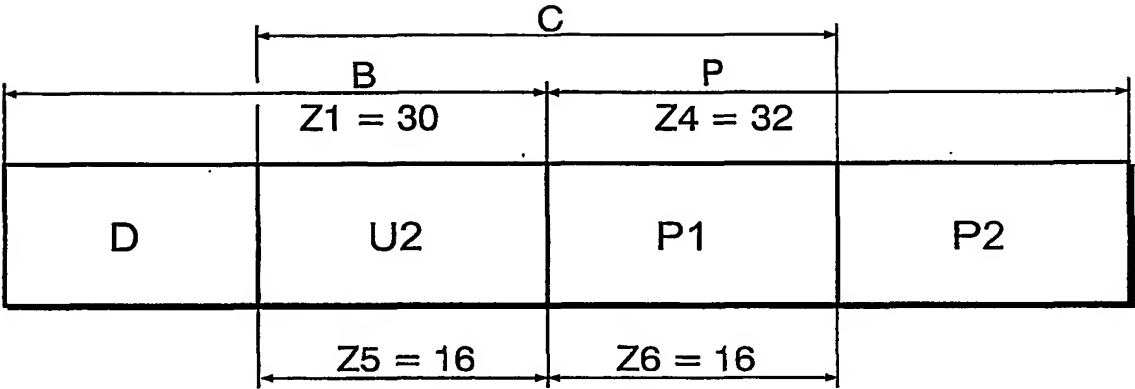 C
B P
Z1 = 30 Z4 = 32
D U2 P1 P2
Z5 = 16 Z6 = 16